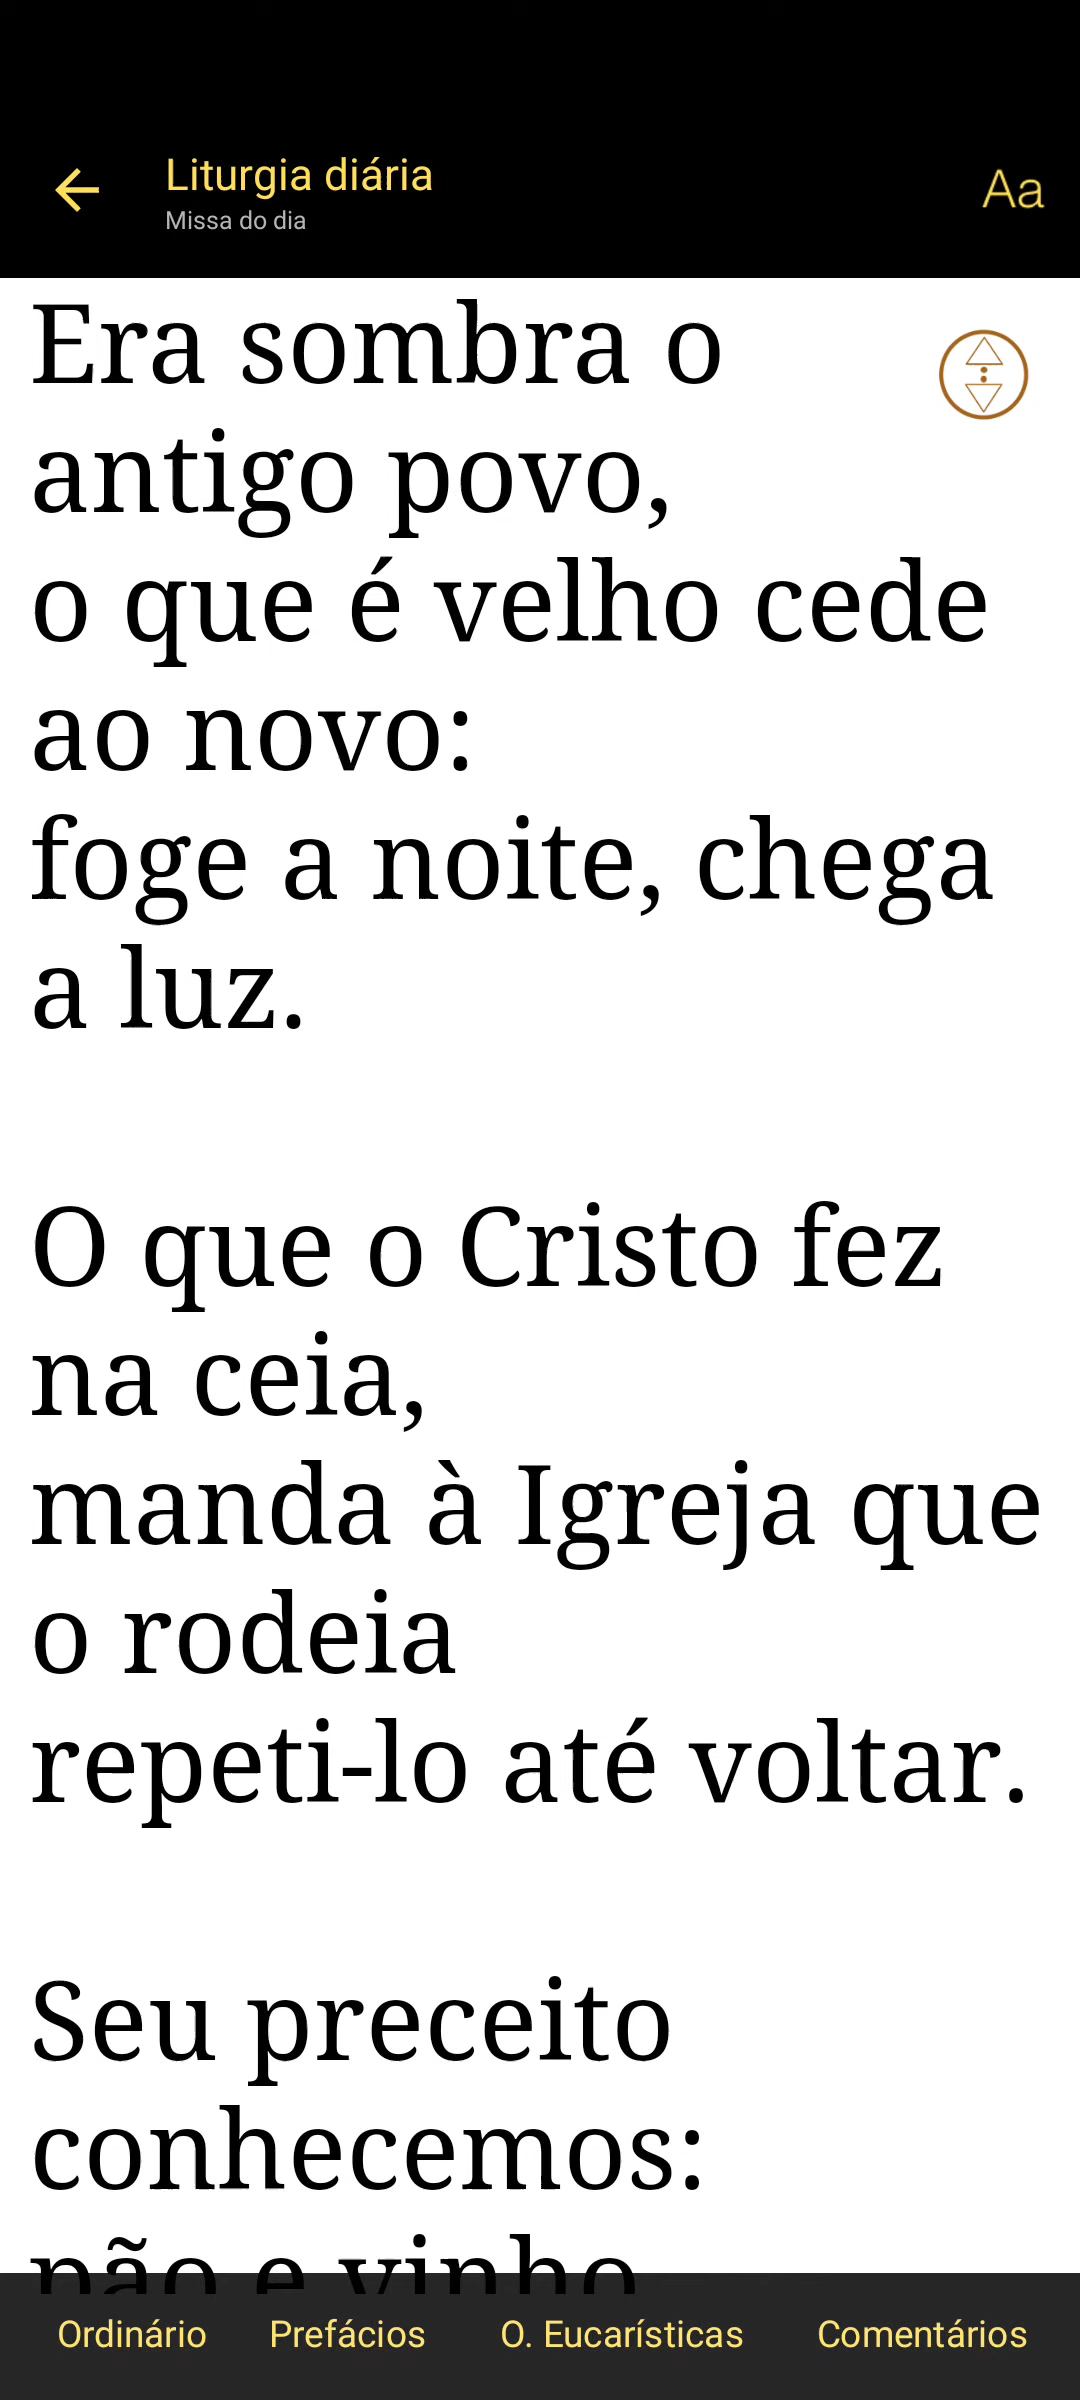 Liturgia diária
Missa do dia
Aa
Era sombra o
antigo povo,
o que é velho cede
ao novo:
foge a noite, chega
a luz.
O que o Cristo fez
na ceia,
manda à Igreja que
o rodeia
repeti-lo até voltar.
Seu preceito
conhecemos:
pão e vinho
Ordinário
Prefácios
O. Eucarísticas
Comentários